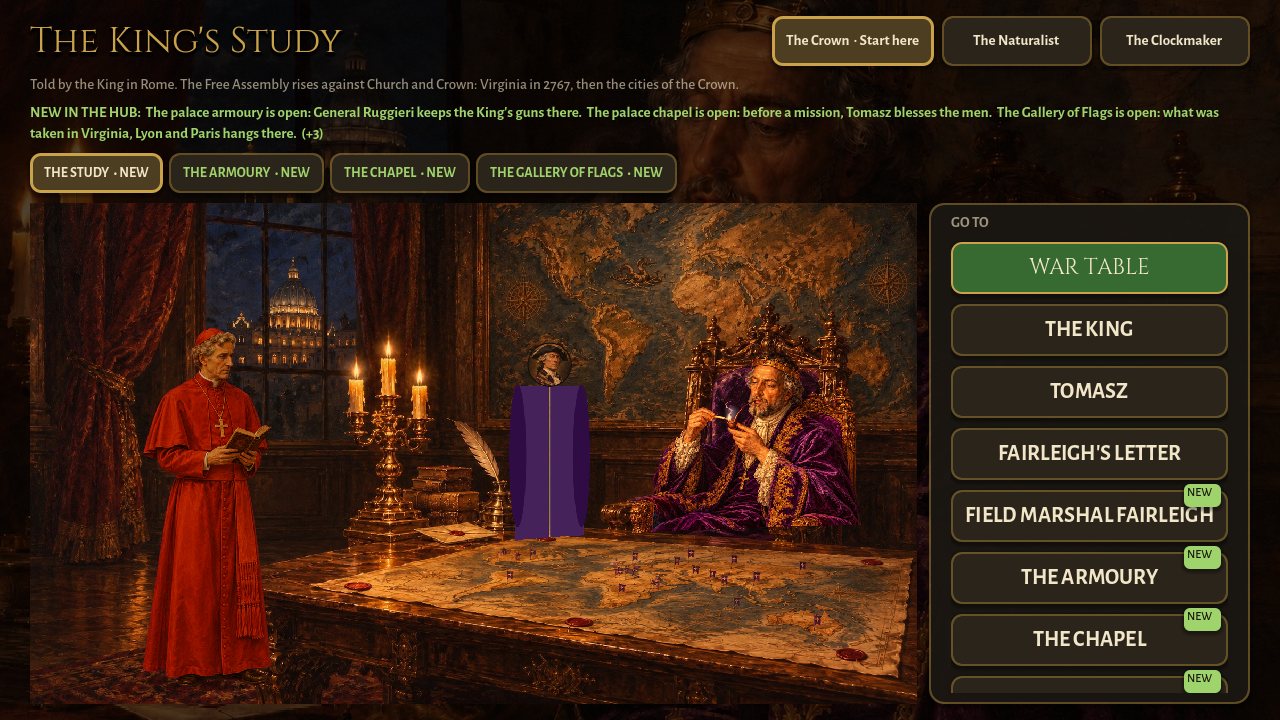 The King's Study
The Crown · Start here
The Naturalist
The Clockmaker
Told by the King in Rome. The Free Assembly rises against Church and Crown: Virginia in 2767, then the cities of the Crown.
NEW IN THE HUB: The palace armoury is open: General Ruggieri keeps the King's guns there. The palace chapel is open: before a mission, Tomasz blesses the men. The Gallery of Flags is open: what was
taken in Virginia, Lyon and Paris hangs there. (+3)
THE STUDY · NEW
THE ARMOURY · NEW
THE CHAPEL · NEW
THE GALLERY OF FLAGS · NEW
GO TO
WAR TABLE
THE KING
TOMASZ
FAIRLEIGH'S LETTER
NEW
FIELD MARSHAL FAIRLEIGH
NEW
THE ARMOURY
NEW
THE CHAPEL
NEW